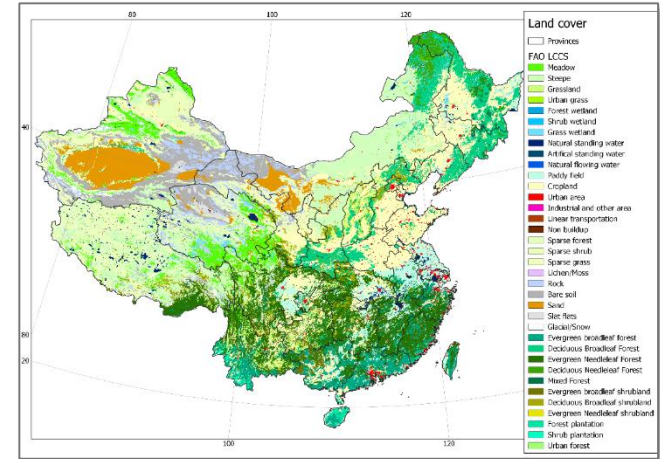 80
100
120
Land cover
Provinces
FAO LCCS
Meadow
Steepe
Grassland
Urban grass
Forest wetland
Shrub wetland
Grass wetland
Natural standing water
Artifical standing water
Natural flowing water
Paddy field
Cropland
Urban area
Industrial and other area
Linear transportation
Non buildup
Sparse forest
Sparse shrub
Sparse grass
Lichen/Moss
Rock
Bare soil
Sand
Glacial/Snow
Evergreen broadleaf forest
Deciduous Broadleaf Forest
Evergreen Needleleaf Forest
Deciduous Needleleaf Forest
Mixed Forest
Evergreen broadleaf shrubland
Deciduous Broadleaf shrubland
Evergreen Needleleaf shrubland
Forest plantation
Shrub plantation
Urban forest
40
40
80
20
100
120